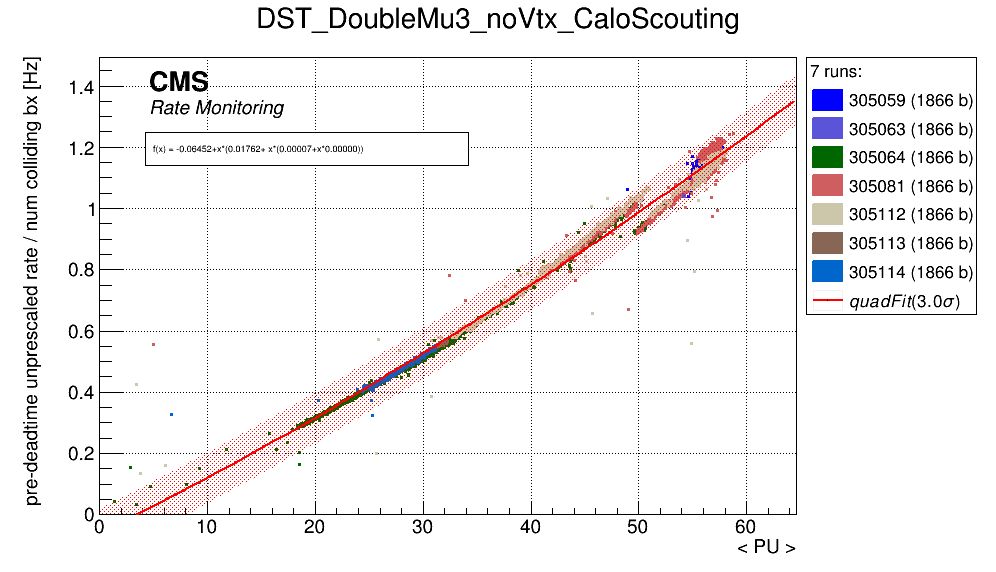 DST_DoubleMu3_noVtx_CaloScouting
CMS
Rate Monitoring
f(x) = -0.06452+x*(0.01762+ x*(0.00007+x*0.00000))
pre-deadtime unprescaled rate / num colliding bx [Hz]
1.4
1.2
1
0.8
0.6
0.4
0.2
0
0 10 20 30 40 50 60
< PU >
7 runs:
305059 (1866 b)
305063 (1866 b)
305064 (1866 b)
305081 (1866 b)
305112 (1866 b)
305113 (1866 b)
305114 (1866 b)
quadFit(3.0σ)